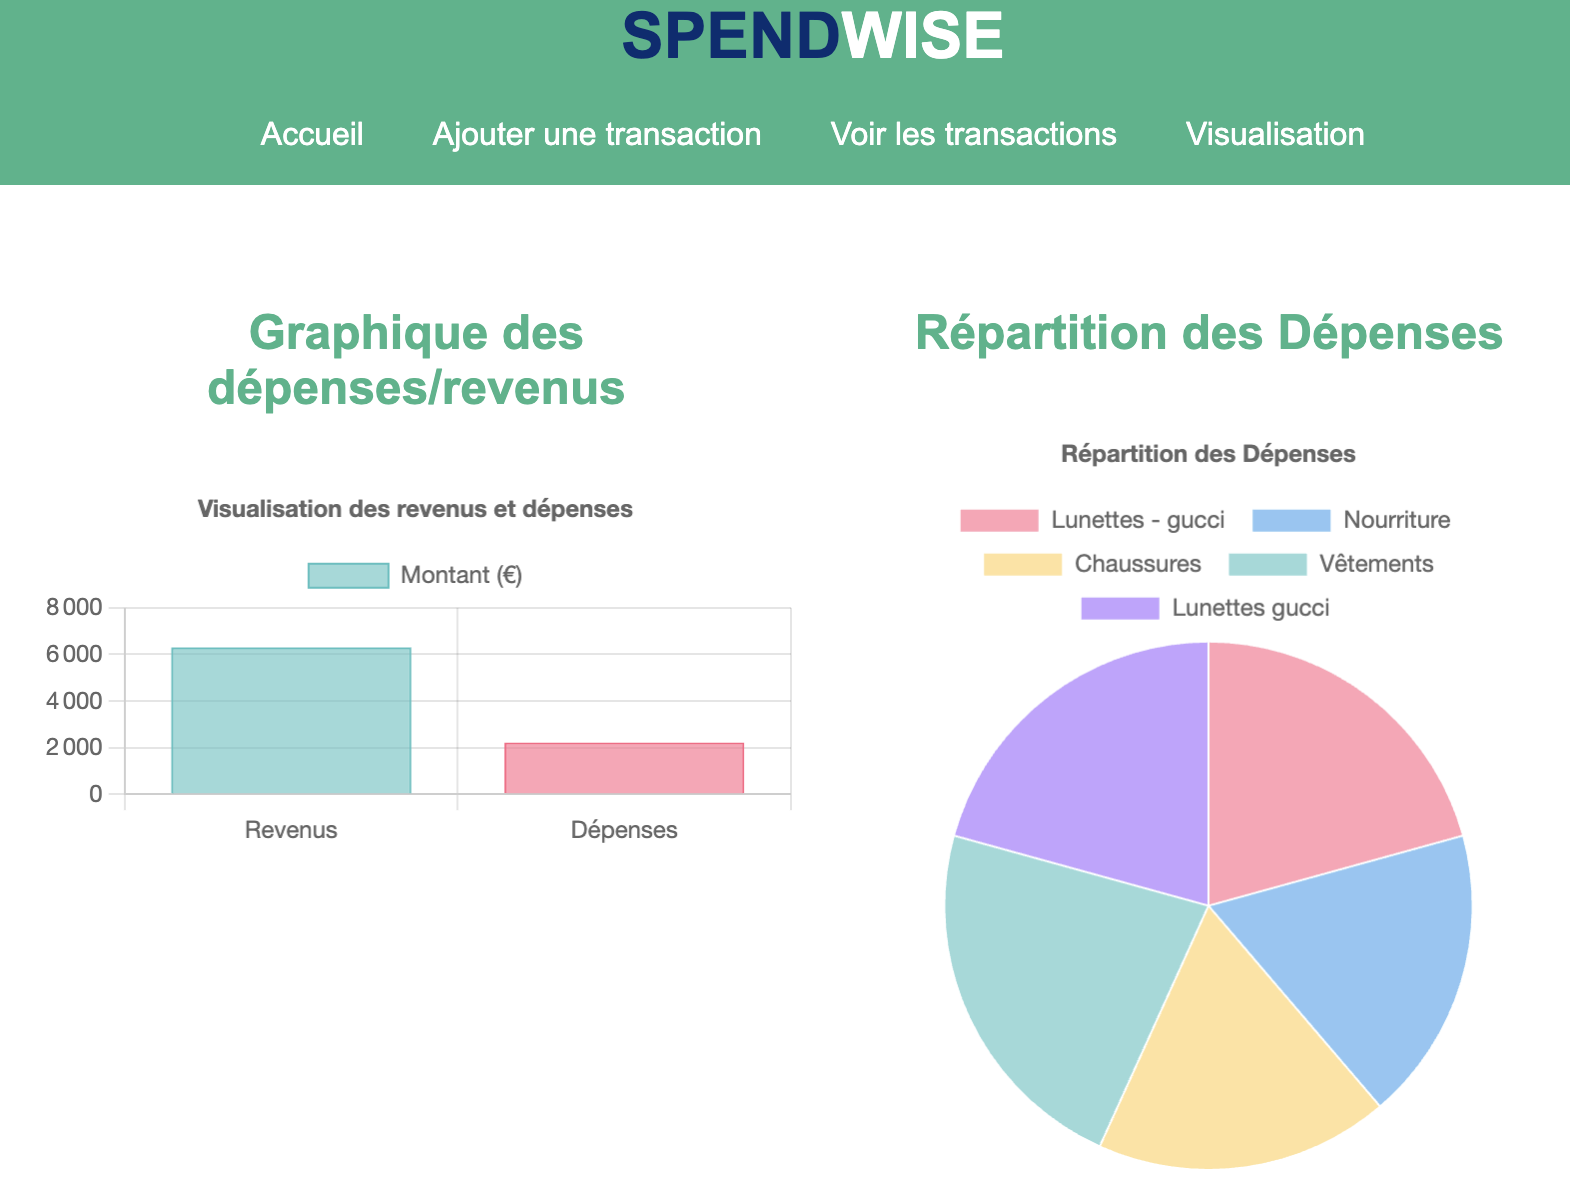 SPENDWISE
Accueil Ajouter une transaction Voir les transactions Visualisation
Graphique des
dépenses/revenus
Visualisation des revenus et dépenses
Montant (€)
8 000
6 000
4 000
2 000
0
Revenus Dépenses
Répartition des Dépenses
Répartition des Dépenses
Lunettes - gucci Nourriture
Chaussures Vêtements
Lunettes gucci